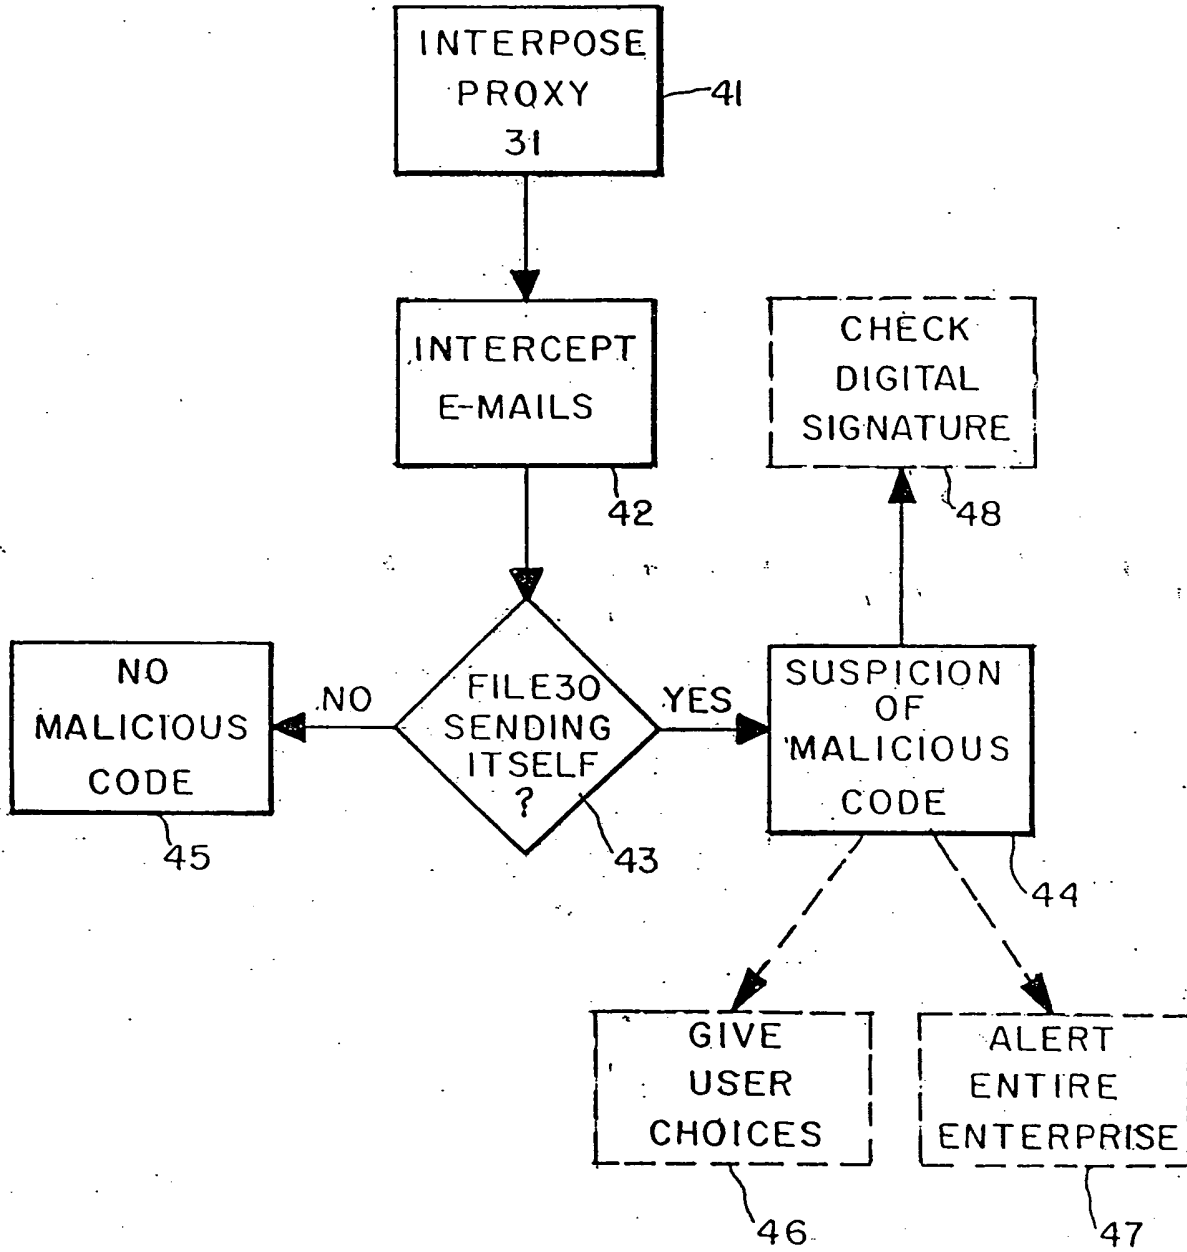 INTERPOSE
PROXY
31
41
INTERCEPT
E-MAILS
42
CHECK
DIGITAL
SIGNATURE
48
NO
MALICIOUS
CODE
45
NO
FILE30
SENDING
ITSELF
?
43
YES
SUSPICION
OF
MALICIOUS
CODE
44
GIVE
USER
CHOICES
46
ALERT
ENTIRE
ENTERPRISE
47